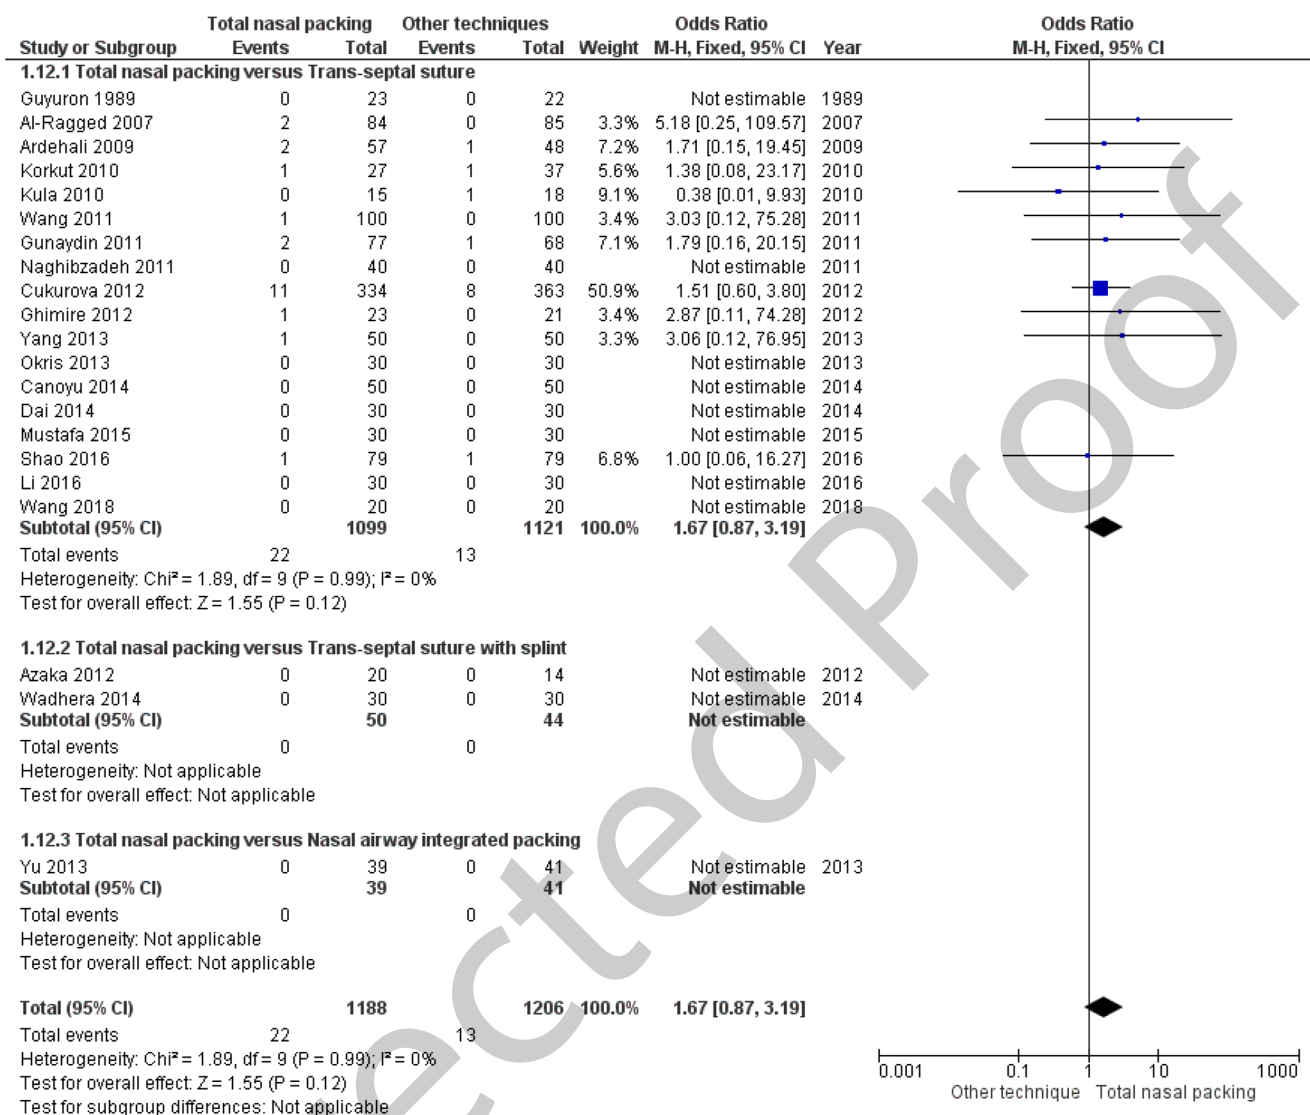 Total nasal packing Other techniques Odds Ratio Odds Ratio
Study or Subgroup Events Total Events Total Weight M-H, Fixed, 95% CI Year M-H, Fixed, 95% CI
1.12.1 Total nasal packing versus Trans-septal suture
Guyuron 1989 0 23 0 22 Not estimable 1989
Al-Ragged 2007 2 84 0 85 3.3% 5.18 [0.25, 109.57] 2007
Ardehali 2009 2 57 1 48 7.2% 1.71 [0.15, 19.45] 2009
Korkut 2010 1 27 1 37 5.6% 1.38 [0.08, 23.17] 2010
Kula 2010 0 15 1 18 9.1% 0.38 [0.01, 9.93] 2010
Wang 2011 1 100 0 100 3.4% 3.03 [0.12, 75.28] 2011
Gunaydin 2011 2 77 1 68 7.1% 1.79 [0.16, 20.15] 2011
Naghibzadeh 2011 0 40 0 40 Not estimable 2011
Cukurova 2012 11 334 8 363 50.9% 1.51 [0.60, 3.80] 2012
Ghimire 2012 1 23 0 21 3.4% 2.87 [0.11, 74.28] 2012
Yang 2013 1 50 0 50 3.3% 3.06 [0.12, 76.95] 2013
Okris 2013 0 30 0 30 Not estimable 2013
Canoyu 2014 0 50 0 50 Not estimable 2014
Dai 2014 0 30 0 30 Not estimable 2014
Mustafa 2015 0 30 0 30 Not estimable 2015
Shao 2016 1 79 1 79 6.8% 1.00 [0.06, 16.27] 2016
Li 2016 0 30 0 30 Not estimable 2016
Wang 2018 0 20 0 20 Not estimable 2018
Subtotal (95% CI) 1099 1121 100.0% 1.67 [0.87, 3.19]
Total events 22 13
Heterogeneity: Chi² = 1.89, df = 9 (P = 0.99); I² = 0%
Test for overall effect: Z = 1.55 (P = 0.12)
1.12.2 Total nasal packing versus Trans-septal suture with splint
Azaka 2012 0 20 0 14 Not estimable 2012
Wadhera 2014 0 30 0 30 Not estimable 2014
Subtotal (95% CI) 50 44 Not estimable
Total events 0 0
Heterogeneity: Not applicable
Test for overall effect: Not applicable
1.12.3 Total nasal packing versus Nasal airway integrated packing
Yu 2013 0 39 0 41 Not estimable 2013
Subtotal (95% CI) 39 41 Not estimable
Total events 0 0
Heterogeneity: Not applicable
Test for overall effect: Not applicable
Total (95% CI) 1188 1206 100.0% 1.67 [0.87, 3.19]
Total events 22 13
Heterogeneity: Chi² = 1.89, df = 9 (P = 0.99); I² = 0%
Test for overall effect: Z = 1.55 (P = 0.12)
Test for subgroup differences: Not applicable
0.001 0.1 1 10 1000
Other technique Total nasal packing
ected Proof